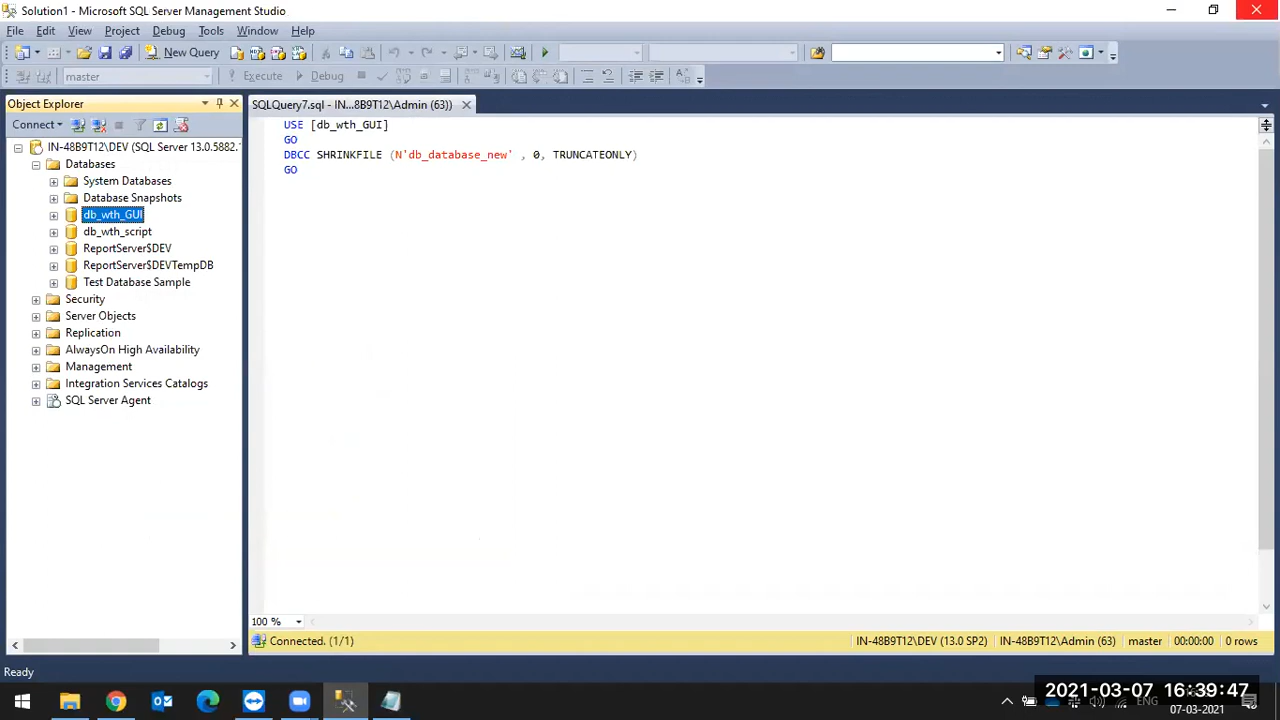 Solution1 - Microsoft SQL Server Management Studio
File Edit View Project Debug Tools Window Help
New Query
master Execute Debug
Object Explorer
SQLQuery7.sql - IN...8B9T12\Admin (63))
Connect
IN-48B9T12\DEV (SQL Server 13.0.5882.
Databases
System Databases
Database Snapshots
db_wth_GUI
db_wth_script
ReportServer$DEV
ReportServer$DEVTempDB
Test Database Sample
Security
Server Objects
Replication
AlwaysOn High Availability
Management
Integration Services Catalogs
SQL Server Agent
USE [db_wth_GUI]
GO
DBCC SHRINKFILE (N'db_database_new' , 0, TRUNCATEONLY)
GO
100 %
Connected. (1/1)
IN-48B9T12\DEV (13.0 SP2) IN-48B9T12\Admin (63) master 00:00:00 0 rows
Ready
2021-03-07 16:39:47
ENG
07-03-2021